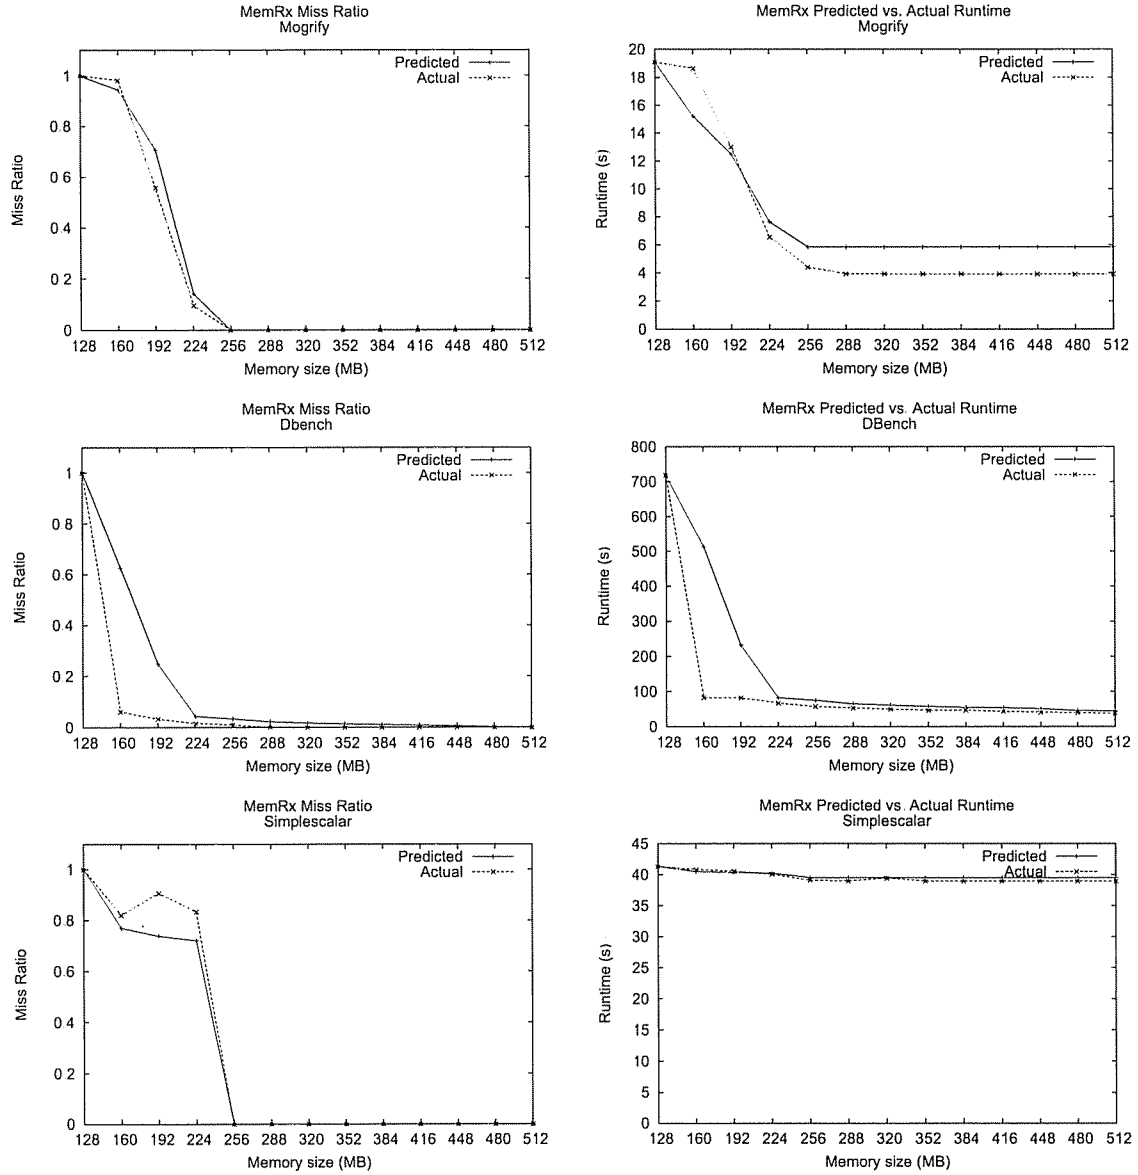 MemRx Miss Ratio
Mogrify
Predicted
Actual
1
0 8
0 6
0 4
0 2
0
Miss Ratio
128 160 192 224 256 288 320 352 384 416 448 480 512
Memory size (MB)
MemRx Predicted vs. Actual Runtime
Mogrify
Predicted
Actual
20
18
16
14
12
10
8
6
4
2
0
Runtime (s)
128 160 192 224 256 288 320 352 384 416 448 480 512
Memory size (MB)
MemRx Miss Ratio
Dbench
Predicted
Actual
1
0 8
0.6
0.4
0 2
0
Miss Ratio
128 160 192 224 256 288 320 352 384 416 448 480 512
Memory size (MB)
MemRx Predicted vs. Actual Runtime
DBench
Predicted
Actual
800
700
600
500
400
300
200
100
0
Runtime (s)
128 160 192 224 256 288 320 352 384 416 448 480 512
Memory size (MB)
MemRx Miss Ratio
Simplescalar
Predicted
Actual
1
0.8
0.6
0.4
0 2
0
Miss Ratio
128 160 192 224 256 288 320 352 384 416 448 480 512
Memory size (MB)
MemRx Predicted vs. Actual Runtime
Simplescalar
Predicted
Actual
45
40
35
30
25
20
15
10
5
0
Runtime (s)
128 160 192 224 256 288 320 352 384 416 448 480 512
Memory size (MB)